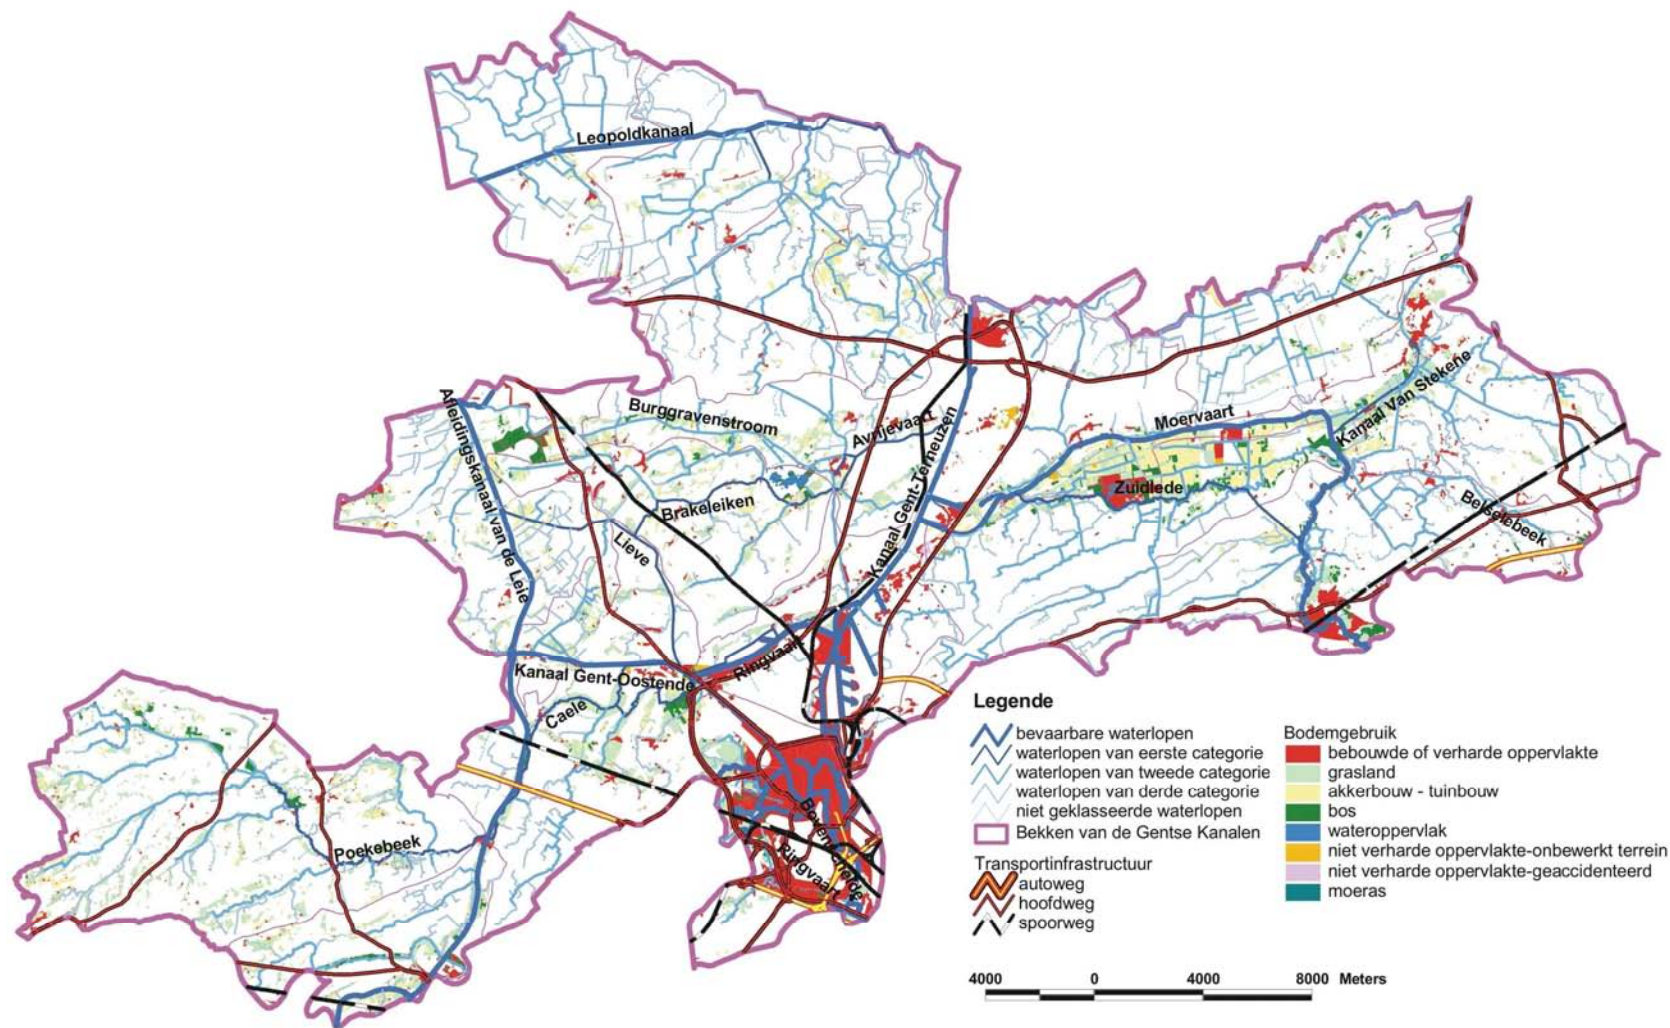 Leopoldkanaal
Afleidingskanaal van de Leie
Burggravenstroom
Avrijevaart
Kanaal Gent-Terneuzen
Moervaart
Kanaal Van Stekene
Brakeleiken
Zuidlede
Belselebeek
Lieve
Ringvaart
Kanaal Gent-Oostende
Caele
Poekebeek
Boven-Schelde
Ringvaart
Legende
bevaarbare waterlopen
waterlopen van eerste categorie
waterlopen van tweede categorie
waterlopen van derde categorie
niet geklasseerde waterlopen
Bekken van de Gentse Kanalen
Transportinfrastructuur
autoweg
hoofdweg
spoorweg
Bodemgebruik
bebouwde of verharde oppervlakte
grasland
akkerbouw - tuinbouw
bos
wateroppervlak
niet verharde oppervlakte-onbewerkt terrein
niet verharde oppervlakte-geaccidenteerd
moeras
4000 0 4000 8000 Meters